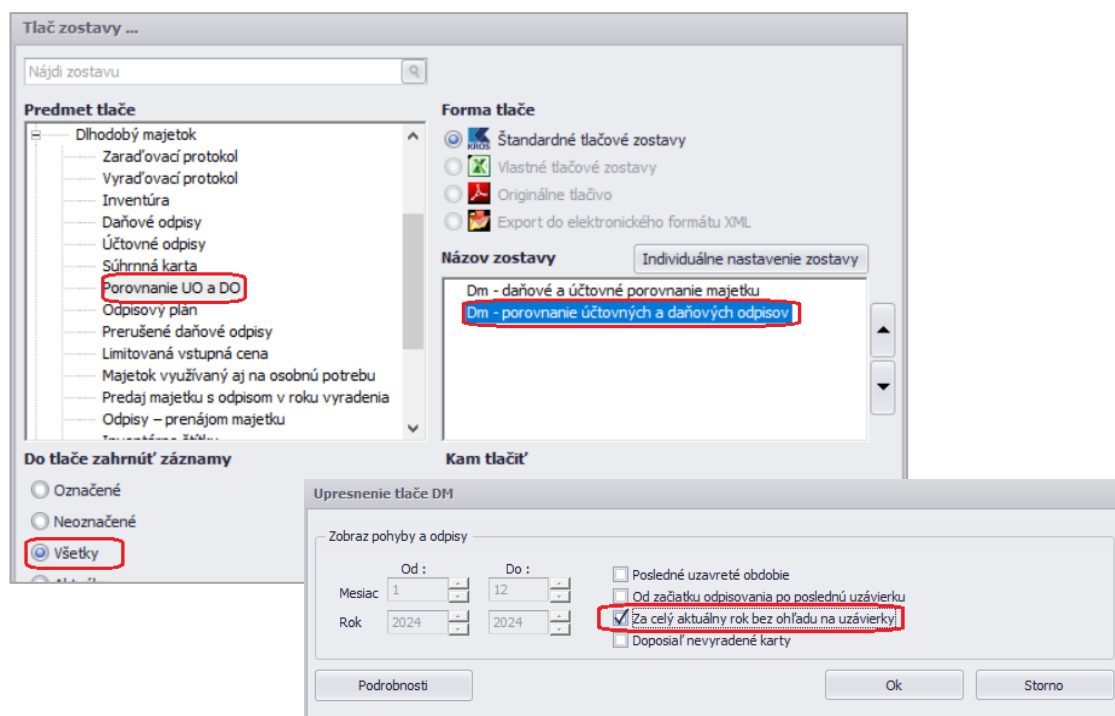 Tlač zostavy ...
Nájdi zostavu
Predmet tlače
Dlhodobý majetok
Zaraďovací protokol
Vyraďovací protokol
Inventúra
Daňové odpisy
Účtovné odpisy
Súhrnná karta
Porovnanie UO a DO
Odpisový plán
Prerušené daňové odpisy
Limitovaná vstupná cena
Majetok využívaný aj na osobnú potrebu
Predaj majetku s odpisom v roku vyradenia
Odpisy – prenájom majetku
Forma tlače
KROS Štandardné tlačové zostavy
Vlastné tlačové zostavy
Originálne tlačivo
Export do elektronického formátu XML
Názov zostavy
Individuálne nastavenie zostavy
Dm - daňové a účtovné porovnanie majetku
Dm - porovnanie účtovných a daňových odpisov
Do tlače zahrnúť záznamy
Označené
Neoznačené
Všetky
Kam tlačiť
Upresnenie tlače DM
Zobraz pohyby a odpisy
Od : Do :
Mesiac 1 12
Rok 2024 2024
Posledné uzavreté obdobie
Od začiatku odpisovania po poslednú uzávierku
Za celý aktuálny rok bez ohľadu na uzávierky
Doposiaľ nevyradené karty
Podrobnosti
Ok
Storno